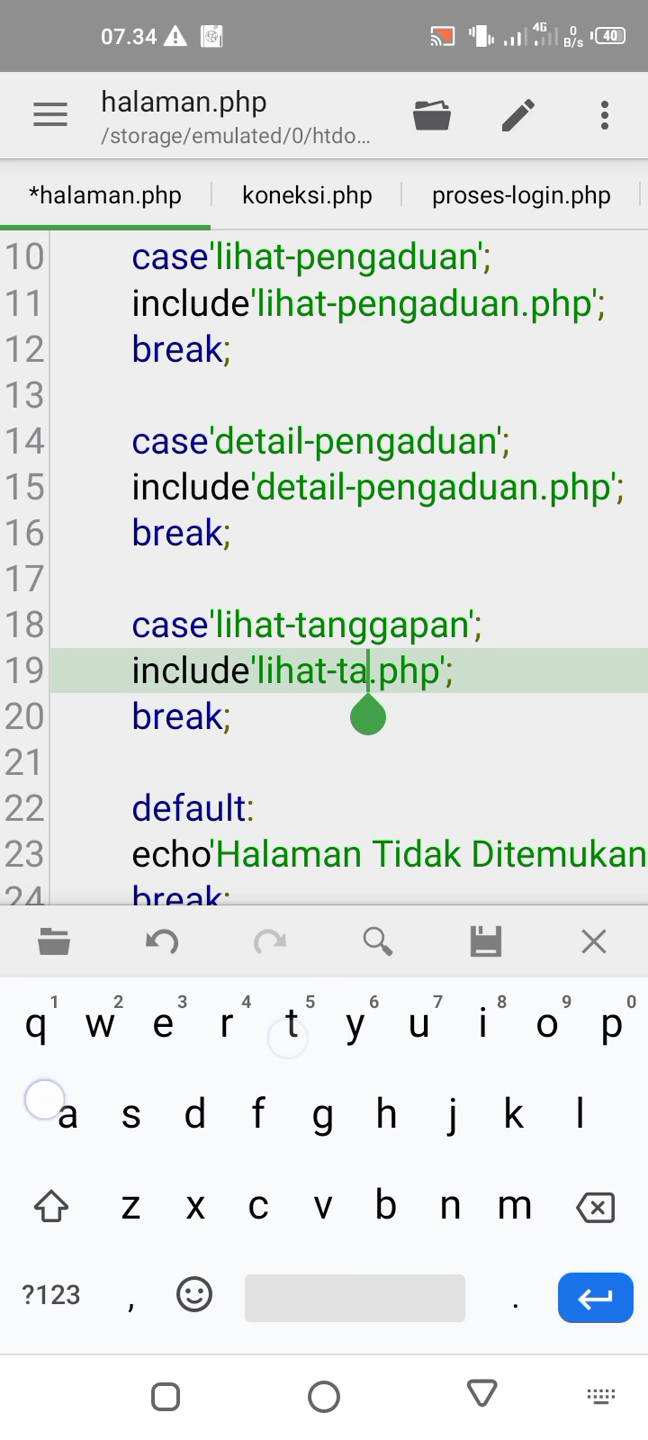 07.34 4G 0 B/s 40
halaman.php
/storage/emulated/0/htdo...
*halaman.php koneksi.php proses-login.php
10 case'lihat-pengaduan';
11 include'lihat-pengaduan.php';
12 break;
13
14 case'detail-pengaduan';
15 include'detail-pengaduan.php';
16 break;
17
18 case'lihat-tanggapan';
19 include'lihat-ta.php';
20 break;
21
22 default:
23 echo'Halaman Tidak Ditemukan
24 break;
1 2 3 4 5 6 7 8 9 0
q w e r t y u i o p
a s d f g h j k l
z x c v b n m
?123 , .